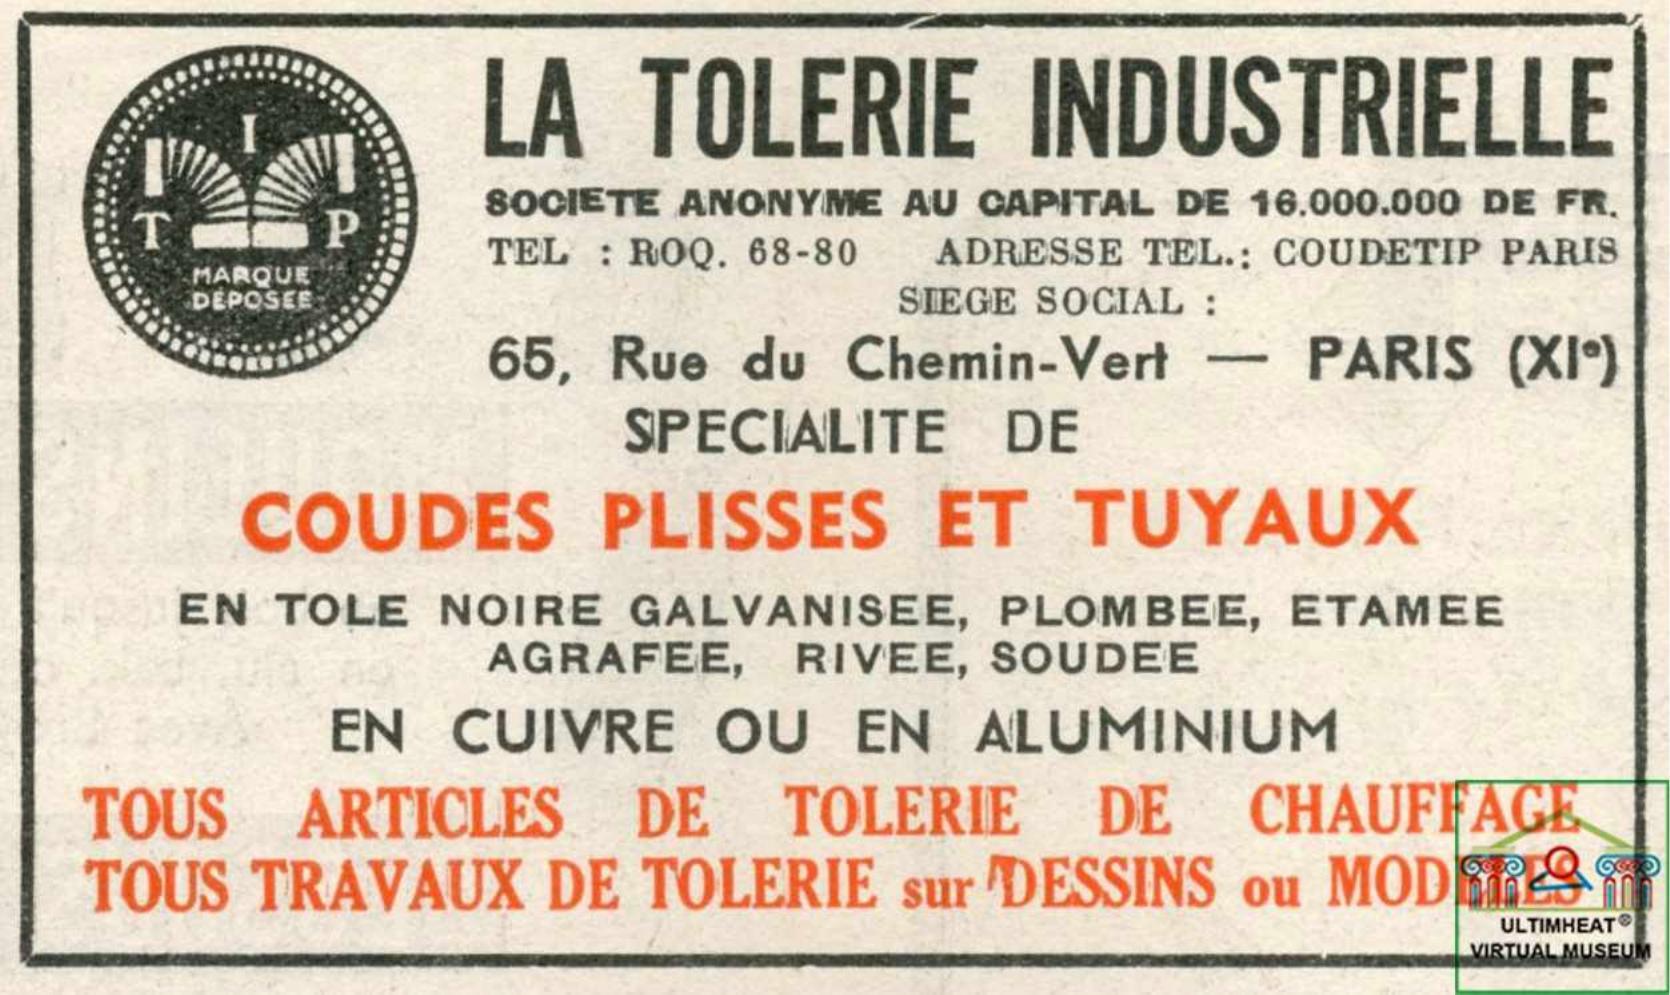 LA TOLERIE INDUSTRIELLE
I
T P
MARQUE
DEPOSEE
SOCIETE ANONYME AU CAPITAL DE 16.000.000 DE FR.
TEL : ROQ. 68-80 ADRESSE TEL.: COUDETIP PARIS
SIEGE SOCIAL :
65, Rue du Chemin-Vert — PARIS (XIe)
SPECIALITE DE
COUDES PLISSES ET TUYAUX
EN TOLE NOIRE GALVANISEE, PLOMBEE, ETAMEE
AGRAFEE, RIVEE, SOUDEE
EN CUIVRE OU EN ALUMINIUM
TOUS ARTICLES DE TOLERIE DE CHAUFFAGE
TOUS TRAVAUX DE TOLERIE sur DESSINS ou MODELES
ULTIMHEAT®
VIRTUAL MUSEUM